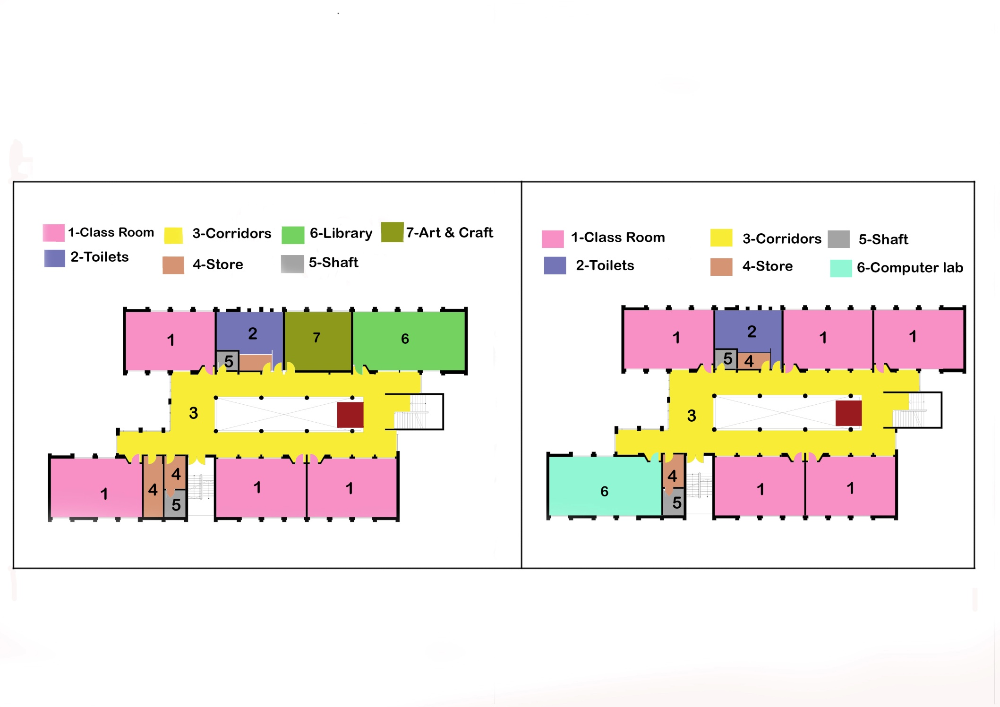 1-Class Room 3-Corridors 6-Library 7-Art & Craft
2-Toilets 4-Store 5-Shaft
1 2 7 6
5
3
1 4 4 1 1
5
1-Class Room 3-Corridors 5-Shaft
2-Toilets 4-Store 6-Computer lab
1 2 1 1
5 4
3
6 4 1 1
5